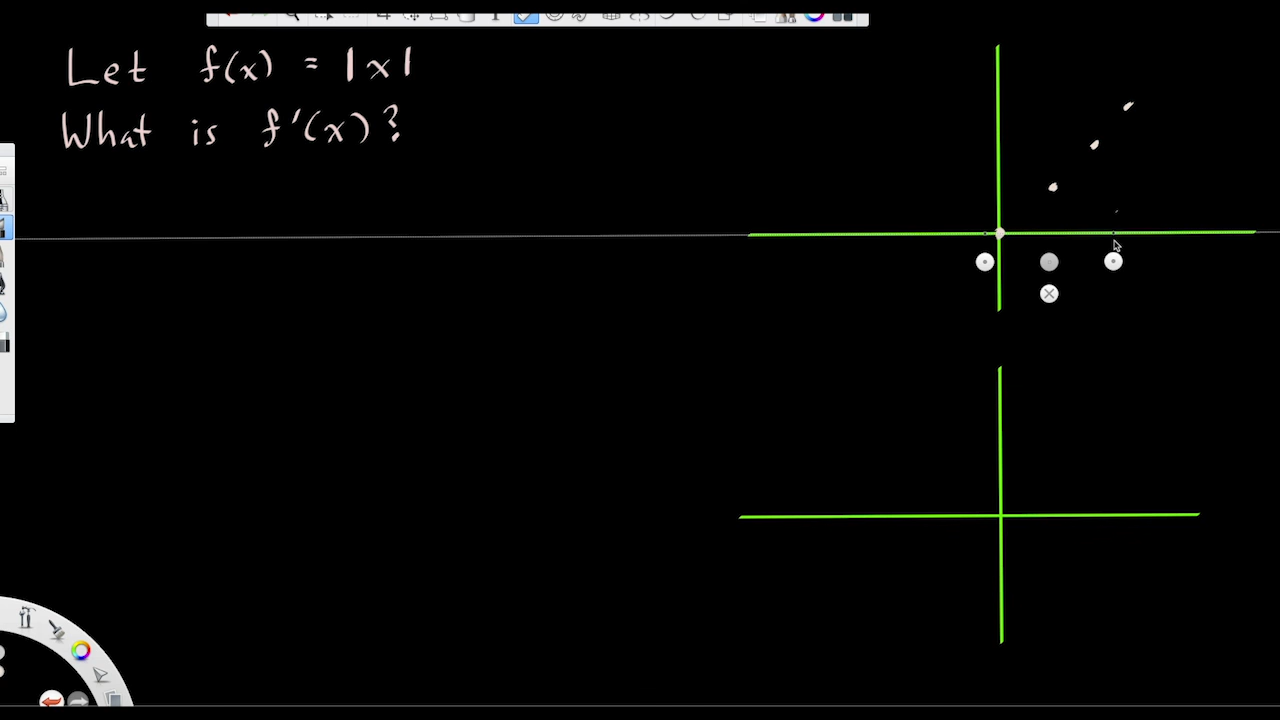 Let f(x) = |x|
What is f'(x)?